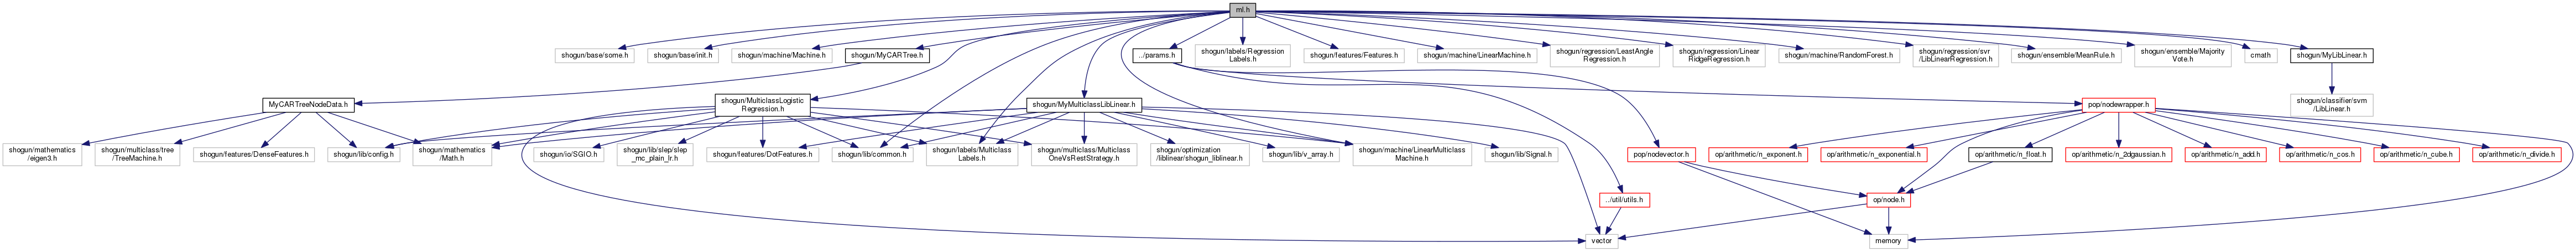 ml.h
shogun/base/some.h
shogun/base/init.h
shogun/machine/Machine.h
shogun/MyCARTree.h
../params.h
shogun/labels/Regression
Labels.h
shogun/features/Features.h
shogun/machine/LinearMachine.h
shogun/regression/LeastAngle
Regression.h
shogun/regression/Linear
RidgeRegression.h
shogun/machine/RandomForest.h
shogun/regression/svr
/LibLinearRegression.h
shogun/ensemble/MeanRule.h
shogun/ensemble/Majority
Vote.h
cmath
shogun/MyLibLinear.h
MyCARTreeNodeData.h
shogun/MulticlassLogistic
Regression.h
shogun/MyMulticlassLibLinear.h
pop/nodewrapper.h
shogun/classifier/svm
/LibLinear.h
shogun/mathematics
/eigen3.h
shogun/multiclass/tree
/TreeMachine.h
shogun/features/DenseFeatures.h
shogun/lib/config.h
shogun/mathematics
/Math.h
shogun/io/SGIO.h
shogun/lib/slep/slep
_mc_plain_lr.h
shogun/features/DotFeatures.h
shogun/lib/common.h
shogun/labels/Multiclass
Labels.h
shogun/multiclass/Multiclass
OneVsRestStrategy.h
shogun/optimization
/liblinear/shogun_liblinear.h
shogun/lib/v_array.h
shogun/machine/LinearMulticlass
Machine.h
shogun/lib/Signal.h
pop/nodevector.h
op/arithmetic/n_exponent.h
op/arithmetic/n_exponential.h
op/arithmetic/n_float.h
op/arithmetic/n_2dgaussian.h
op/arithmetic/n_add.h
op/arithmetic/n_cos.h
op/arithmetic/n_cube.h
op/arithmetic/n_divide.h
../util/utils.h
op/node.h
vector
memory